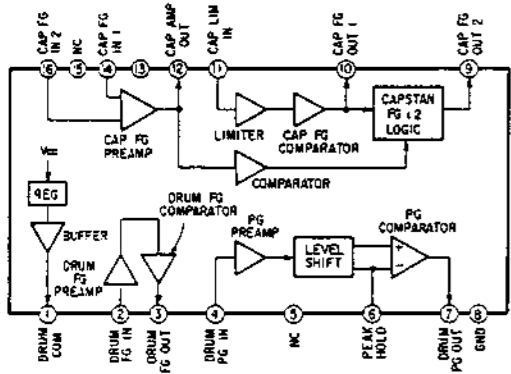 CAP FG
IN 2
NC
CAP FG
IN 1
CAP AMP
OUT
CAP LIM
IN
CAP FG
OUT 1
CAP FG
OUT 2
16
15
14
13
12
11
10
9
CAP FG
PREAMP
LIMITER
CAP FG
COMPARATOR
CAPSTAN
FG ÷ 2
LOGIC
COMPARATOR
Vcc
REG
BUFFER
DRUM
FG
PREAMP
DRUM FG
COMPARATOR
PG
PREAMP
LEVEL
SHIFT
PG
COMPARATOR
+
−
1
2
3
4
5
6
7
8
DRUM
COM
DRUM
FG IN
DRUM
FG OUT
DRUM
PG IN
NC
PEAK
HOLD
DRUM
PG OUT
GND